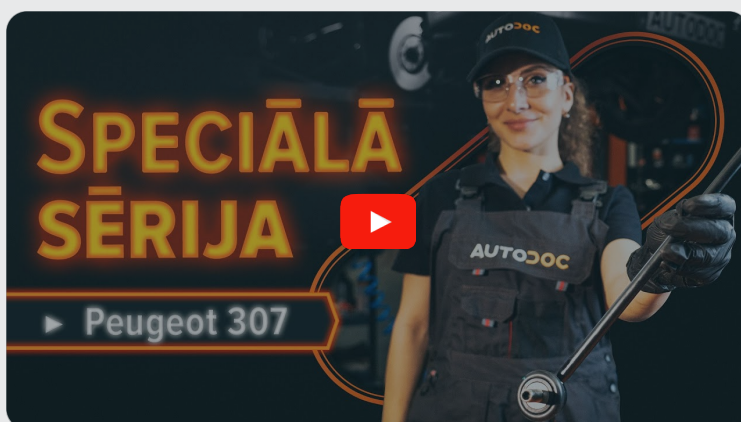 AUTODOC
AUTODOC
SPECIĀLĀ
SĒRIJA
AUTODOC
► Peugeot 307